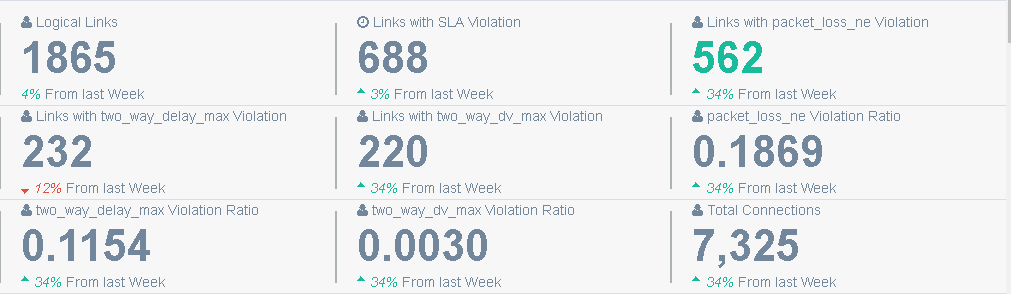 Logical Links
1865
4% From last Week
Links with SLA Violation
688
3% From last Week
Links with packet_loss_ne Violation
562
34% From last Week
Links with two_way_delay_max Violation
232
12% From last Week
Links with two_way_dv_max Violation
220
34% From last Week
packet_loss_ne Violation Ratio
0.1869
34% From last Week
two_way_delay_max Violation Ratio
0.1154
34% From last Week
two_way_dv_max Violation Ratio
0.0030
34% From last Week
Total Connections
7,325
34% From last Week